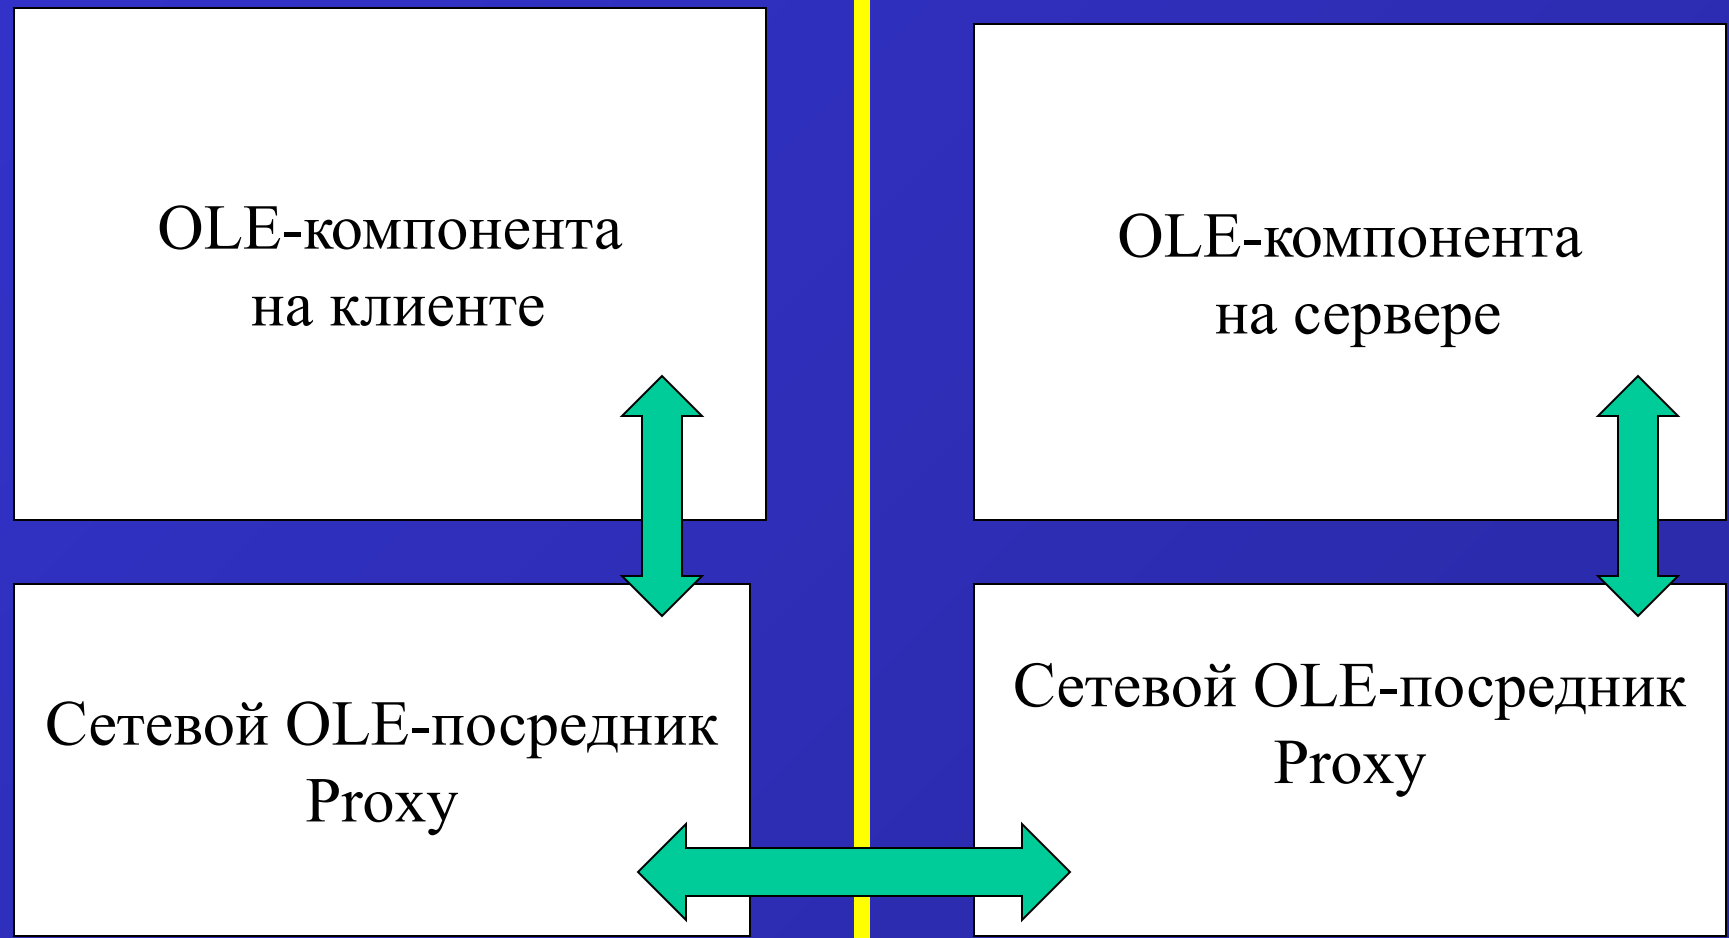 OLE-компонента
на клиенте
OLE-компонента
на сервере
Сетевой OLE-посредник
Proxy
Сетевой OLE-посредник
Proxy